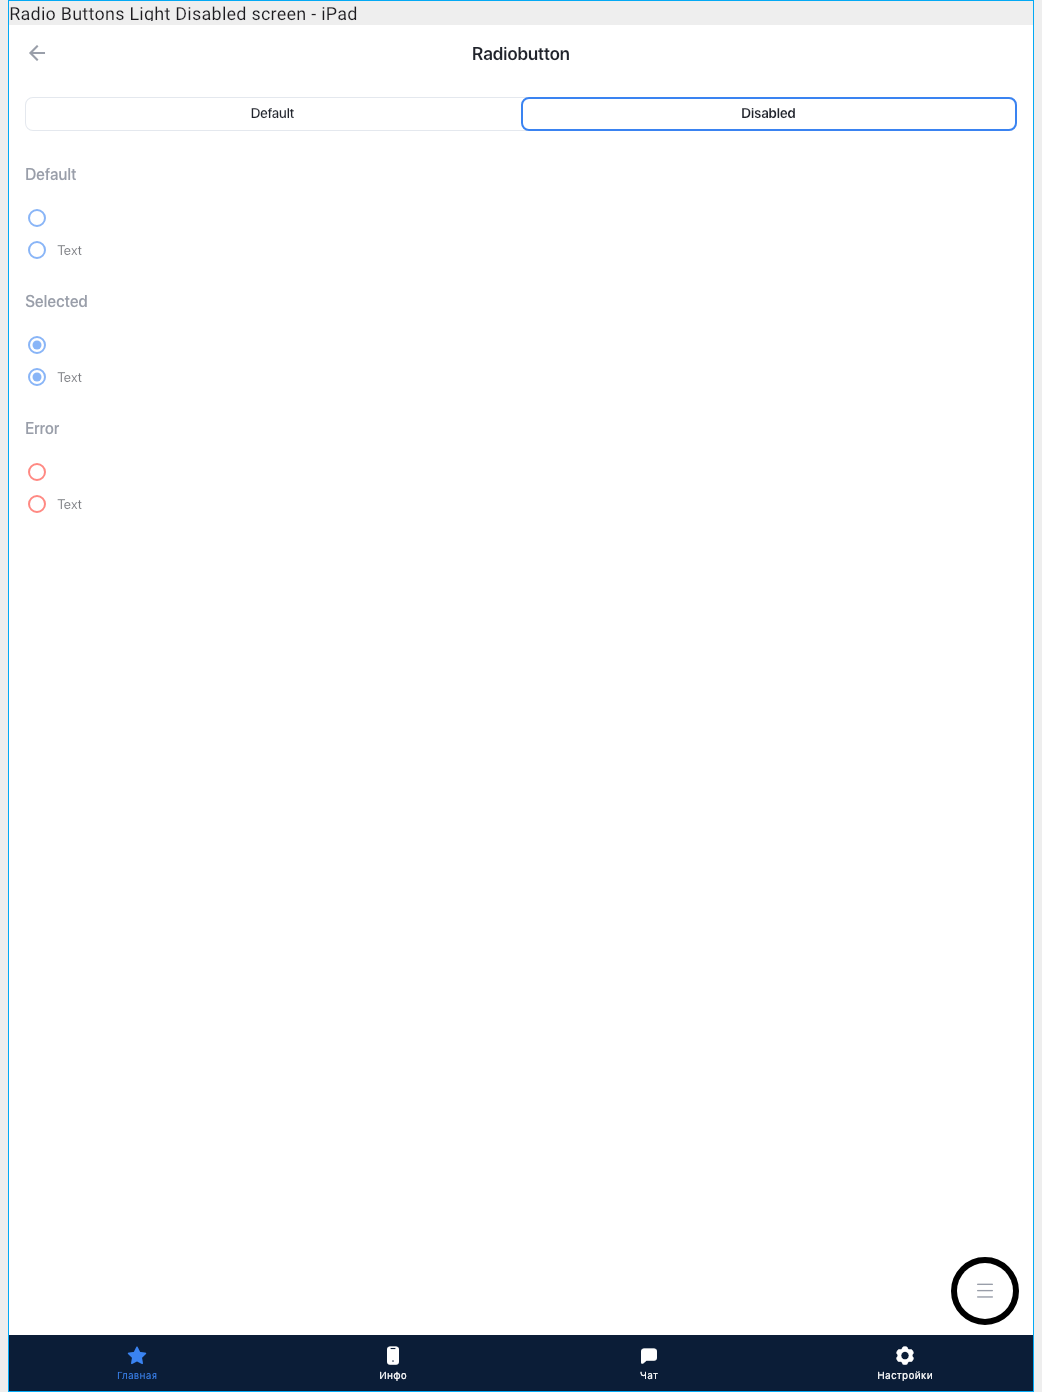 Radio Buttons Light Disabled screen - iPad
Radiobutton
Default Disabled
Default
Text
Selected
Text
Error
Text
Главная Инфо Чат Настройки